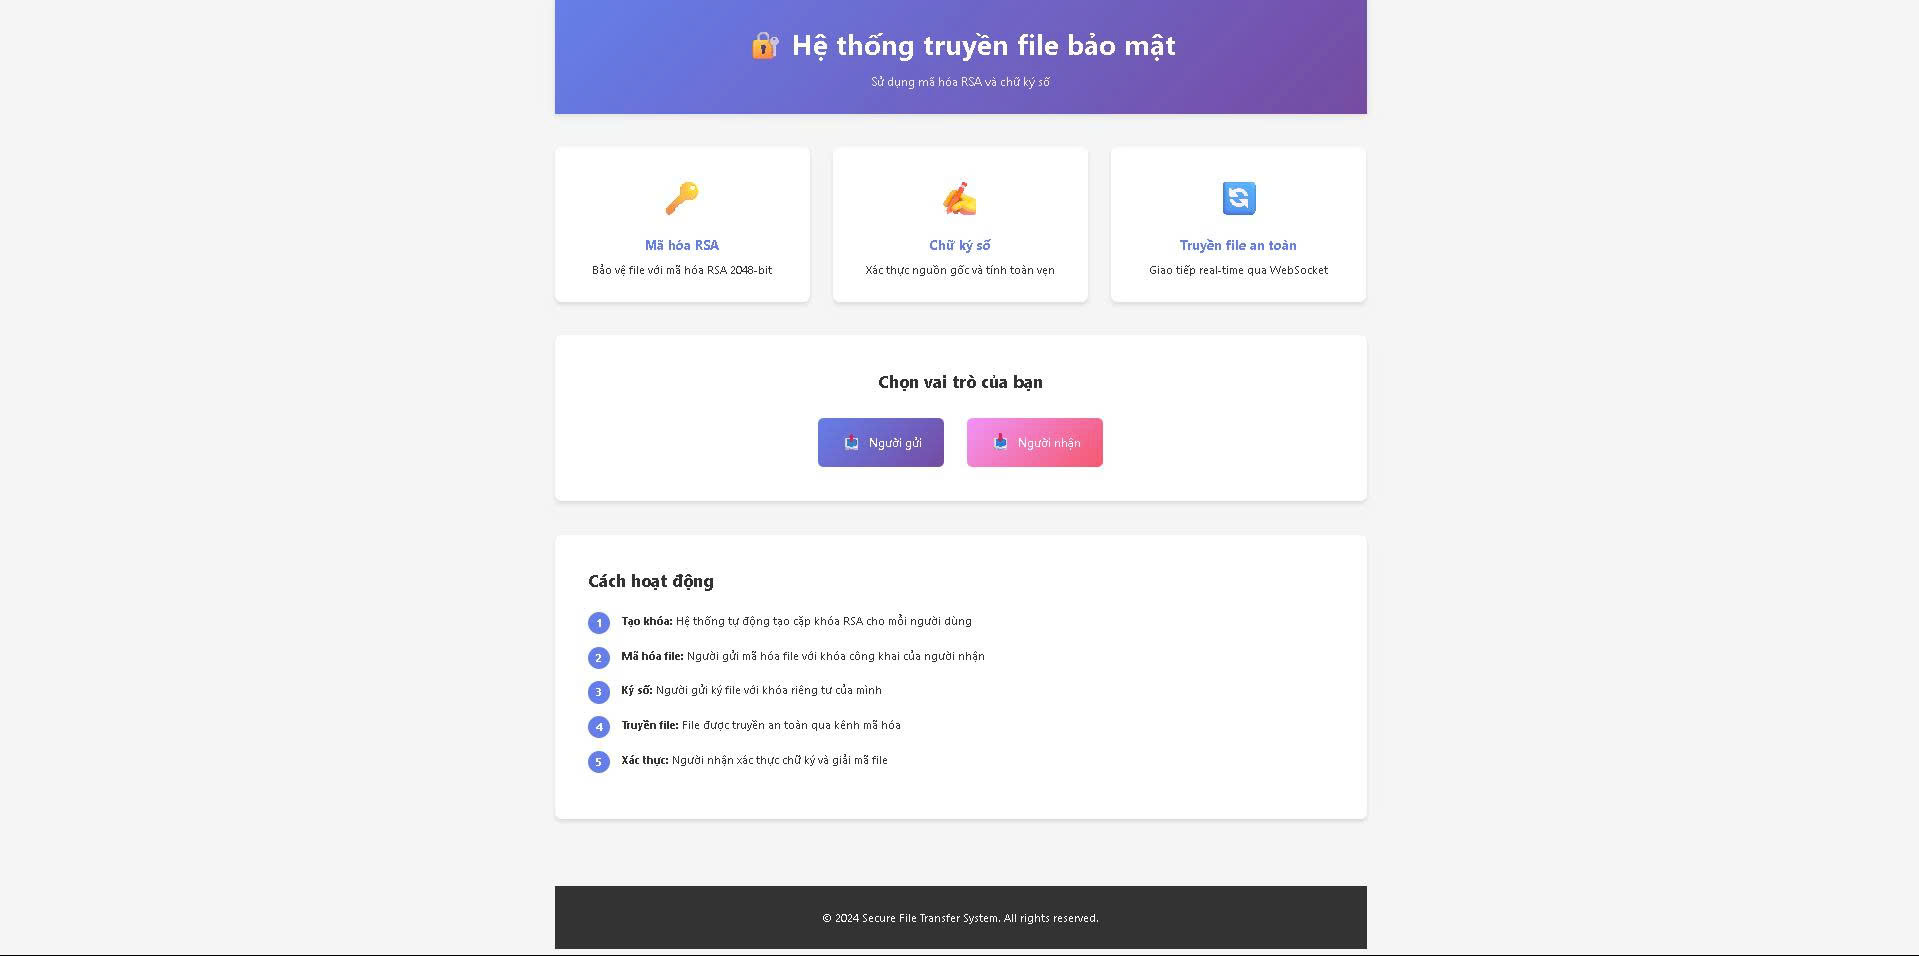 Hệ thống truyền file bảo mật
Sử dụng mã hóa RSA và chữ ký số
Mã hóa RSA
Bảo vệ file với mã hóa RSA 2048-bit
Chữ ký số
Xác thực nguồn gốc và tính toàn vẹn
Truyền file an toàn
Giao tiếp real-time qua WebSocket
Chọn vai trò của bạn
Người gửi
Người nhận
Cách hoạt động
1 Tạo khóa: Hệ thống tự động tạo cặp khóa RSA cho mỗi người dùng
2 Mã hóa file: Người gửi mã hóa file với khóa công khai của người nhận
3 Ký số: Người gửi ký file với khóa riêng tư của mình
4 Truyền file: File được truyền an toàn qua kênh mã hóa
5 Xác thực: Người nhận xác thực chữ ký và giải mã file
© 2024 Secure File Transfer System. All rights reserved.